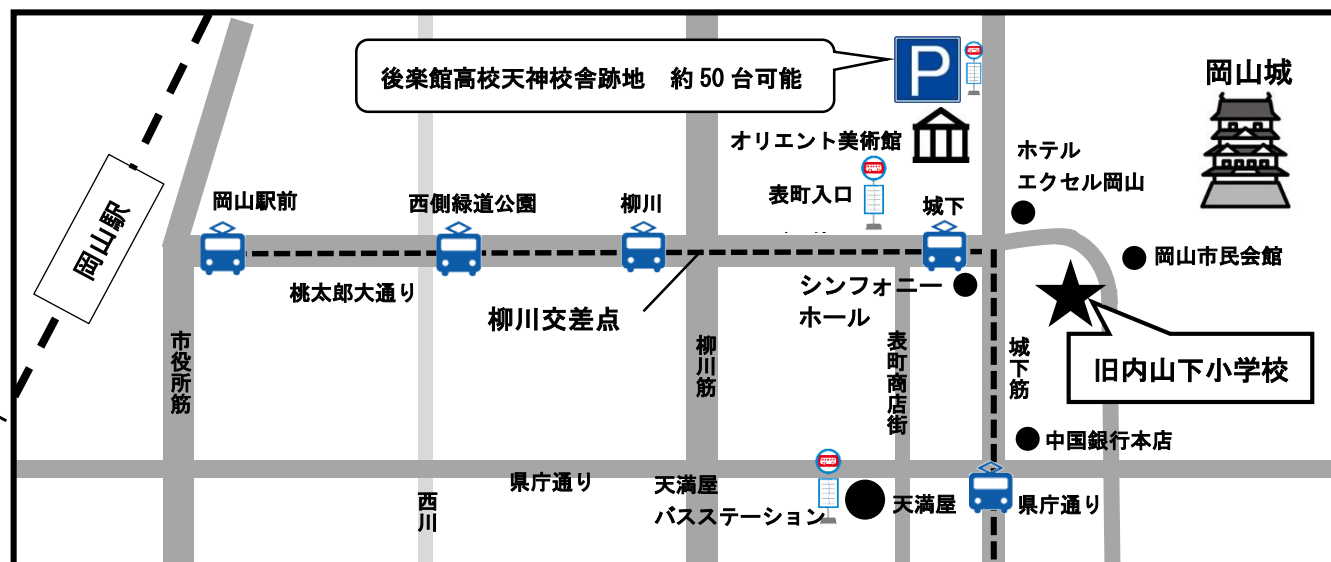 後楽館高校天神校舎跡地 約50台可能
P
岡山城
オリエント美術館
ホテル
エクセル岡山
表町入口
岡山駅
岡山駅前
西側緑道公園
柳川
城下
岡山市民会館
桃太郎大通り
柳川交差点
シンフォニー
ホール
市役所筋
柳川筋
表町商店街
城下筋
旧内山下小学校
中国銀行本店
県庁通り
西川
天満屋
バスステーション
天満屋
県庁通り